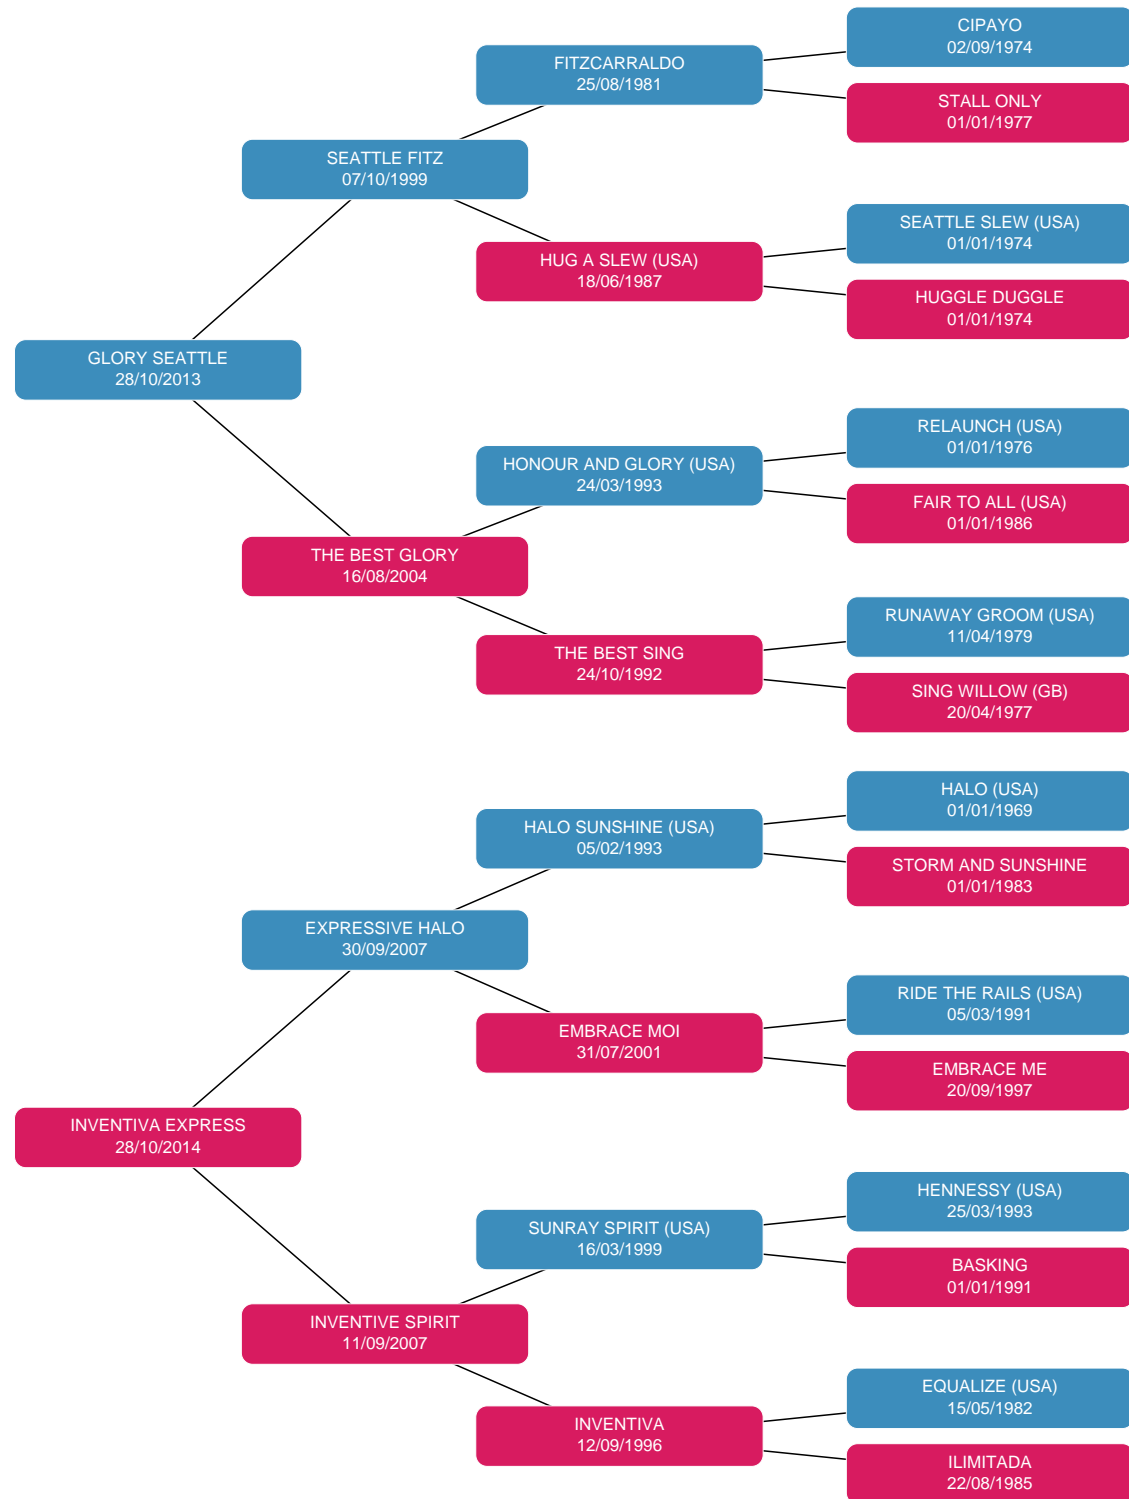 CIPAYO
02/09/1974
FITZCARRALDO
25/08/1981
STALL ONLY
01/01/1977
SEATTLE FITZ
07/10/1999
SEATTLE SLEW (USA)
01/01/1974
HUG A SLEW (USA)
18/06/1987
HUGGLE DUGGLE
01/01/1974
GLORY SEATTLE
28/10/2013
RELAUNCH (USA)
01/01/1976
HONOUR AND GLORY (USA)
24/03/1993
FAIR TO ALL (USA)
01/01/1986
THE BEST GLORY
16/08/2004
RUNAWAY GROOM (USA)
11/04/1979
THE BEST SING
24/10/1992
SING WILLOW (GB)
20/04/1977
HALO (USA)
01/01/1969
HALO SUNSHINE (USA)
05/02/1993
STORM AND SUNSHINE
01/01/1983
EXPRESSIVE HALO
30/09/2007
RIDE THE RAILS (USA)
05/03/1991
EMBRACE MOI
31/07/2001
EMBRACE ME
20/09/1997
INVENTIVA EXPRESS
28/10/2014
HENNESSY (USA)
25/03/1993
SUNRAY SPIRIT (USA)
16/03/1999
BASKING
01/01/1991
INVENTIVE SPIRIT
11/09/2007
EQUALIZE (USA)
15/05/1982
INVENTIVA
12/09/1996
ILIMITADA
22/08/1985